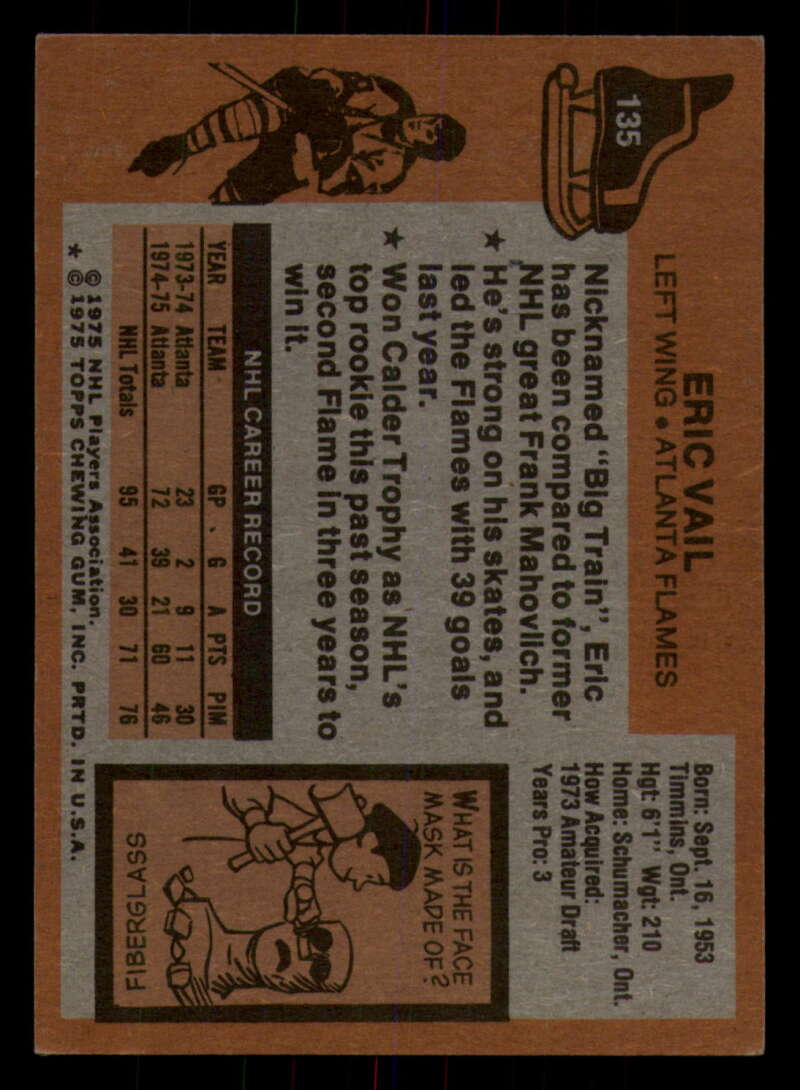 135
ERIC VAIL
LEFT WING • ATLANTA FLAMES
Nicknamed "Big Train", Eric
has been compared to former
NHL great Frank Mahovlich.
★ He's strong on his skates, and
led the Flames with 39 goals
last year.
★ Won Calder Trophy as NHL's
top rookie this past season,
second Flame in three years to
win it.
NHL CAREER RECORD
YEAR TEAM GP G A PTS PIM
1973-74 Atlanta 23 2 9 11 30
1974-75 Atlanta 72 39 21 60 46
NHL Totals 95 41 30 71 76
© 1975 NHL Players Association.
* © 1975 TOPPS CHEWING GUM, INC. PRTD. IN U.S.A.
Born: Sept. 16, 1953
Timmins, Ont.
Hgt: 6'1" Wgt: 210
Home: Schumacher, Ont.
How Acquired:
1973 Amateur Draft
Years Pro: 3
WHAT IS THE FACE
MASK MADE OF?
FIBERGLASS